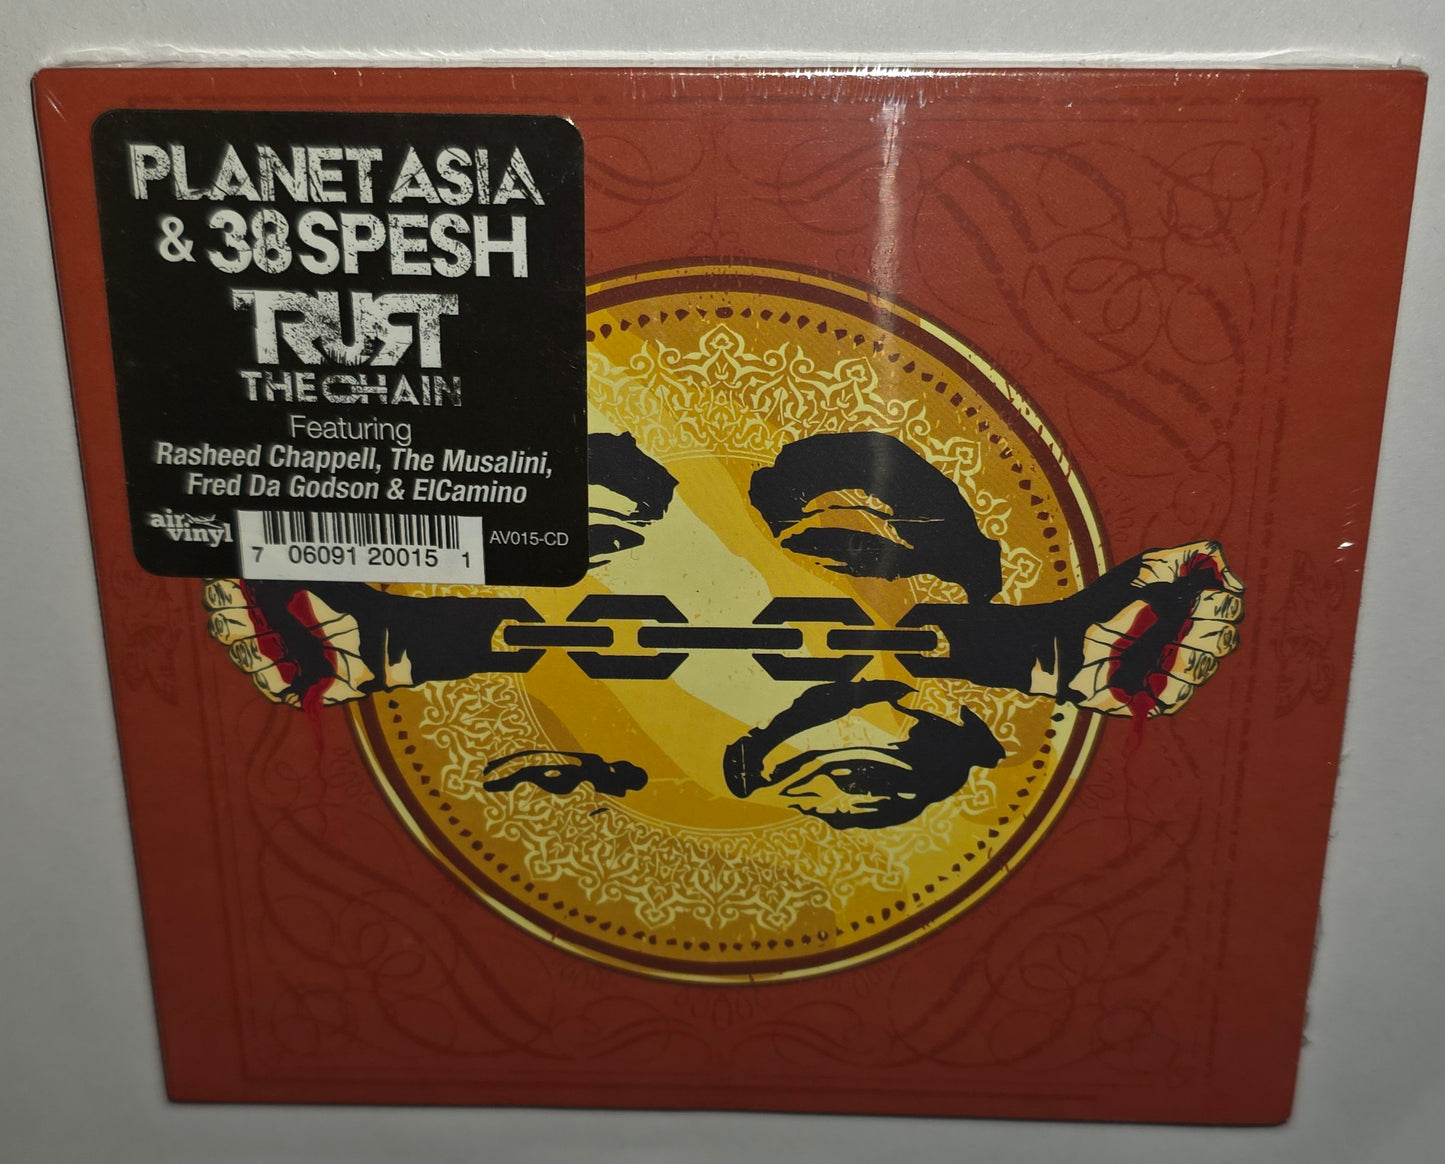 PLANET ASIA
& 38 SPESH
TRUST
THE CHAIN
Featuring
Rasheed Chappell, The Musalini,
Fred Da Godson & ElCamino
air vinyl
7 06091 20015 1
AV015-CD